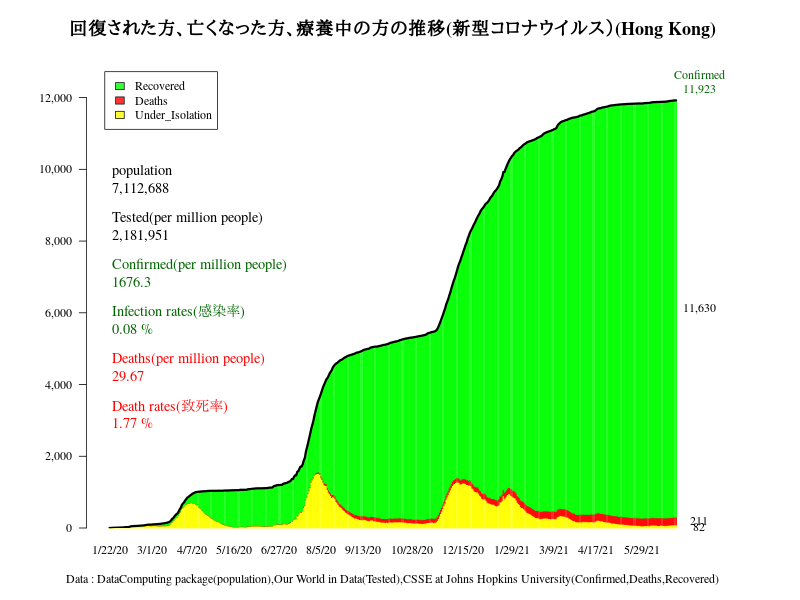 回復された方、亡くなった方、療養中の方の推移(新型コロナウイルス）(Hong Kong)
Confirmed
11,923
Recovered
Deaths
Under_Isolation
12,000
10,000
8,000
6,000
4,000
2,000
0
population
7,112,688
Tested(per million people)
2,181,951
Confirmed(per million people)
1676.3
Infection rates(感染率)
0.08 %
Deaths(per million people)
29.67
Death rates(致死率)
1.77 %
11,630
211
82
1/22/20 3/1/20 4/7/20 5/16/20 6/27/20 8/5/20 9/13/20 10/28/20 12/15/20 1/29/21 3/9/21 4/17/21 5/29/21
Data : DataComputing package(population),Our World in Data(Tested),CSSE at Johns Hopkins University(Confirmed,Deaths,Recovered)